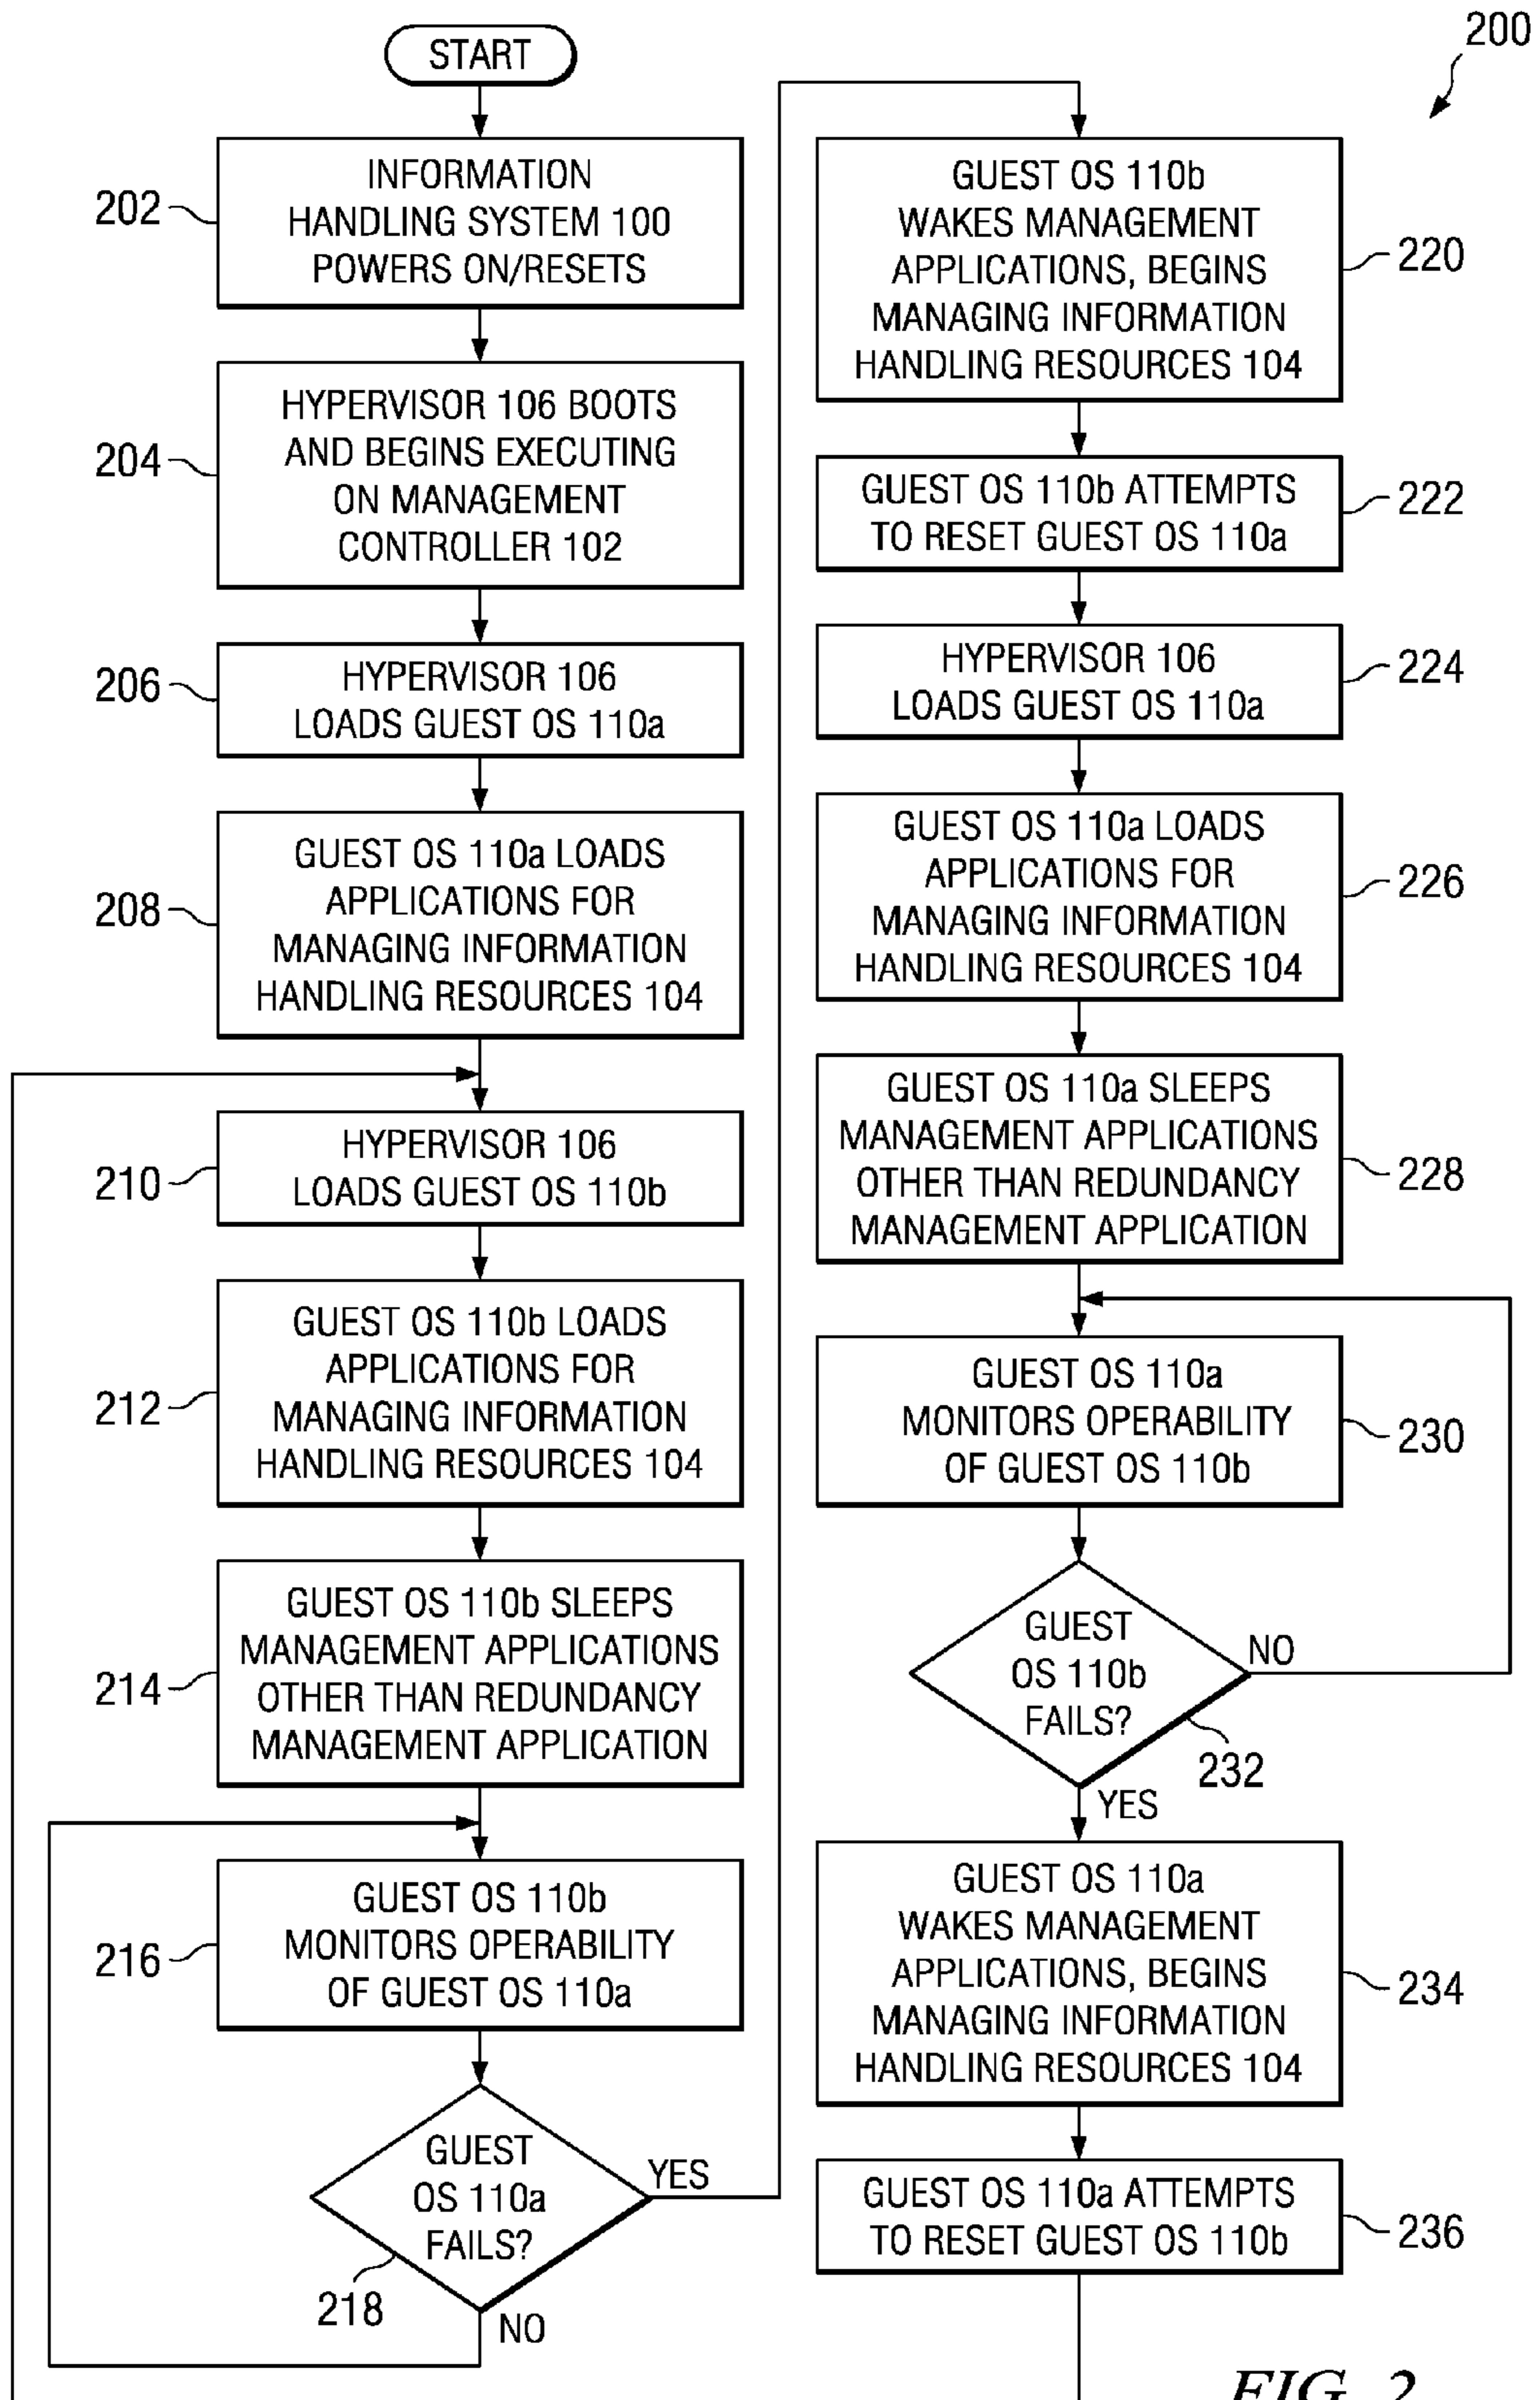 200
START
202
INFORMATION
HANDLING SYSTEM 100
POWERS ON/RESETS
204
HYPERVISOR 106 BOOTS
AND BEGINS EXECUTING
ON MANAGEMENT
CONTROLLER 102
206
HYPERVISOR 106
LOADS GUEST OS 110a
208
GUEST OS 110a LOADS
APPLICATIONS FOR
MANAGING INFORMATION
HANDLING RESOURCES 104
210
HYPERVISOR 106
LOADS GUEST OS 110b
212
GUEST OS 110b LOADS
APPLICATIONS FOR
MANAGING INFORMATION
HANDLING RESOURCES 104
214
GUEST OS 110b SLEEPS
MANAGEMENT APPLICATIONS
OTHER THAN REDUNDANCY
MANAGEMENT APPLICATION
216
GUEST OS 110b
MONITORS OPERABILITY
OF GUEST OS 110a
GUEST
OS 110a
FAILS?
YES
218
NO
GUEST OS 110b
WAKES MANAGEMENT
APPLICATIONS, BEGINS
MANAGING INFORMATION
HANDLING RESOURCES 104
220
GUEST OS 110b ATTEMPTS
TO RESET GUEST OS 110a
222
HYPERVISOR 106
LOADS GUEST OS 110a
224
GUEST OS 110a LOADS
APPLICATIONS FOR
MANAGING INFORMATION
HANDLING RESOURCES 104
226
GUEST OS 110a SLEEPS
MANAGEMENT APPLICATIONS
OTHER THAN REDUNDANCY
MANAGEMENT APPLICATION
228
GUEST OS 110a
MONITORS OPERABILITY
OF GUEST OS 110b
230
GUEST
OS 110b
FAILS?
NO
232
YES
GUEST OS 110a
WAKES MANAGEMENT
APPLICATIONS, BEGINS
MANAGING INFORMATION
HANDLING RESOURCES 104
234
GUEST OS 110a ATTEMPTS
TO RESET GUEST OS 110b
236
FIG. 2